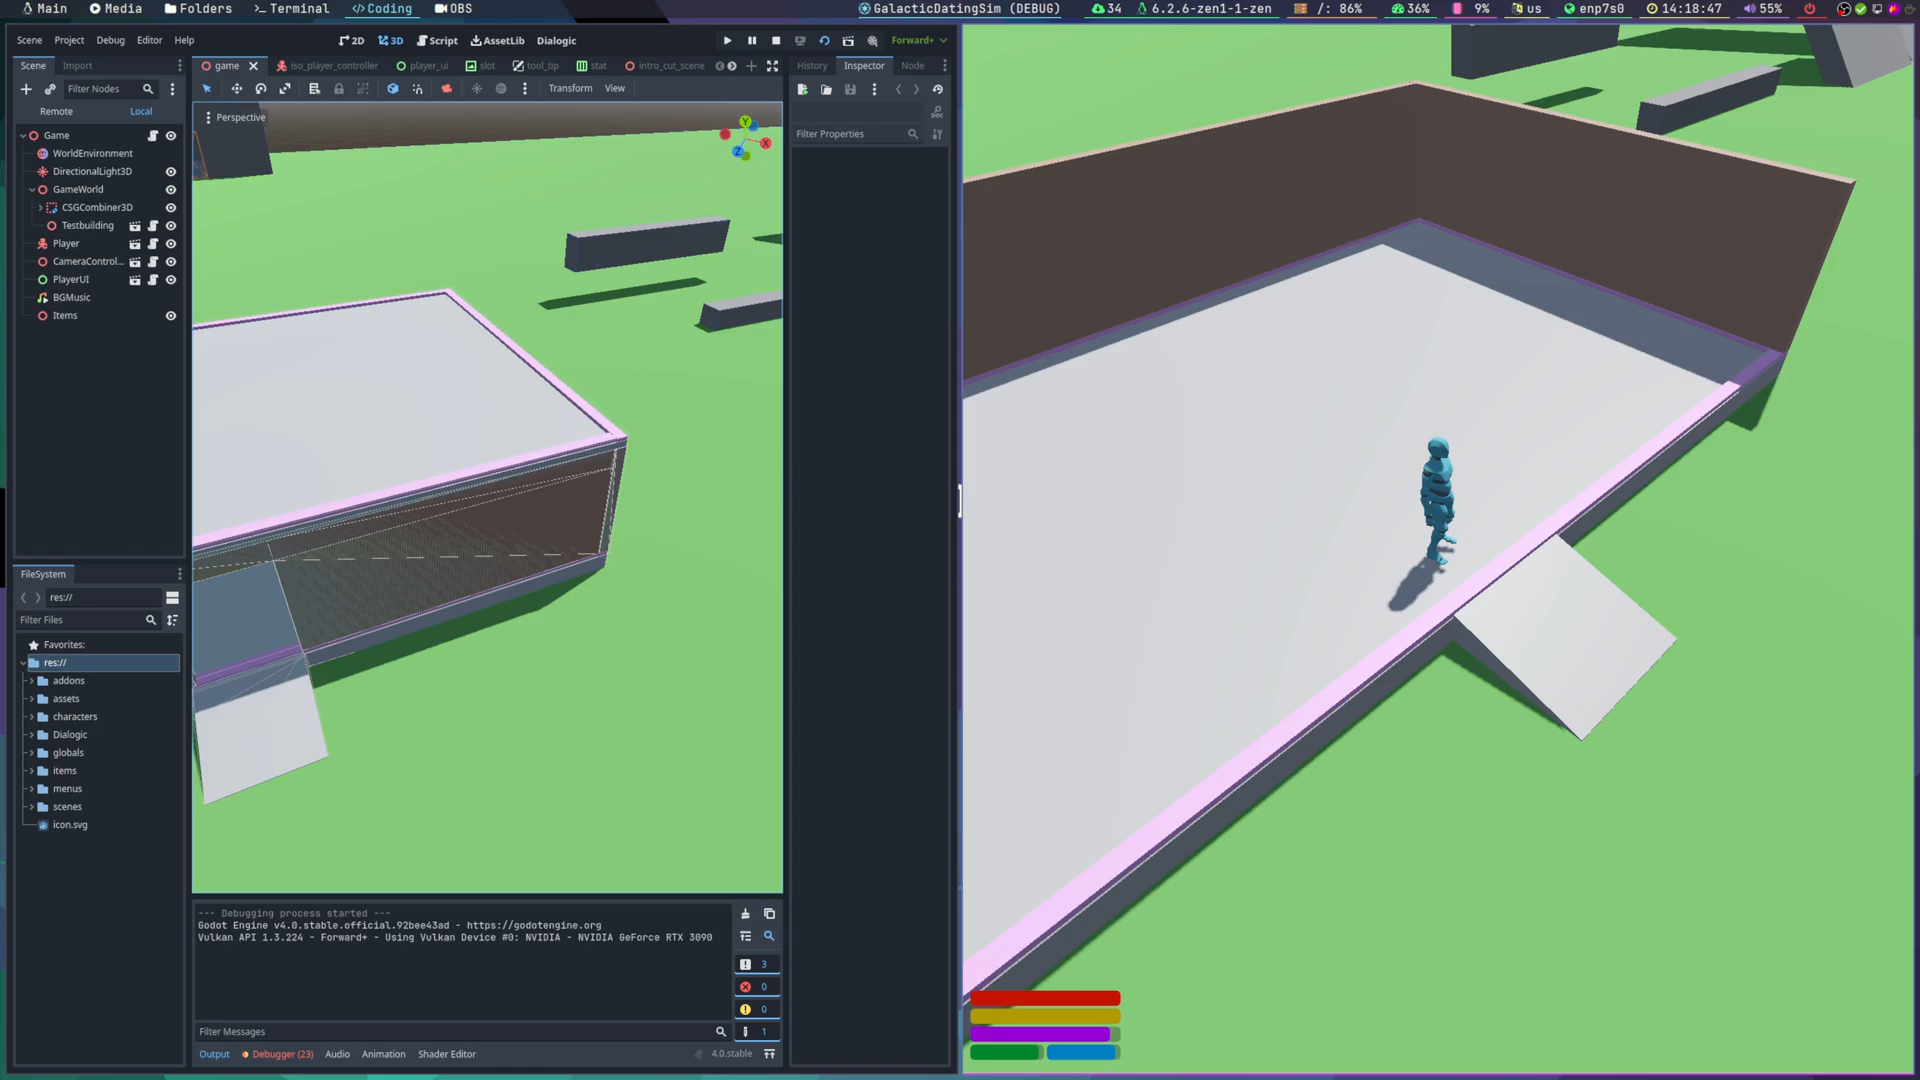 Main Media Folders Terminal Coding OBS GalacticDatingSim (DEBUG) 34 6.2.6-zen1-1-zen /: 86% 36% 9% us enp7s0 14:18:47 55%
Scene Project Debug Editor Help 2D 3D Script AssetLib Dialogic Forward+
Scene Import
game iso_player_controller player_ui slot tool_tip stat intro_cut_scene
History Inspector Node
Filter Nodes
Transform View
Remote Local
Perspective
Y
X
Z
Filter Properties
Game
WorldEnvironment
DirectionalLight3D
GameWorld
CSGCombiner3D
Testbuilding
Player
CameraControl...
PlayerUI
BGMusic
Items
FileSystem
res://
Filter Files
Favorites:
res://
addons
assets
characters
Dialogic
globals
items
menus
scenes
icon.svg
--- Debugging process started ---
Godot Engine v4.0.stable.official.92bee43ad - https://godotengine.org
Vulkan API 1.3.224 - Forward+ - Using Vulkan Device #0: NVIDIA - NVIDIA GeForce RTX 3090
3
0
0
1
Filter Messages
Output Debugger (23) Audio Animation Shader Editor 4.0.stable